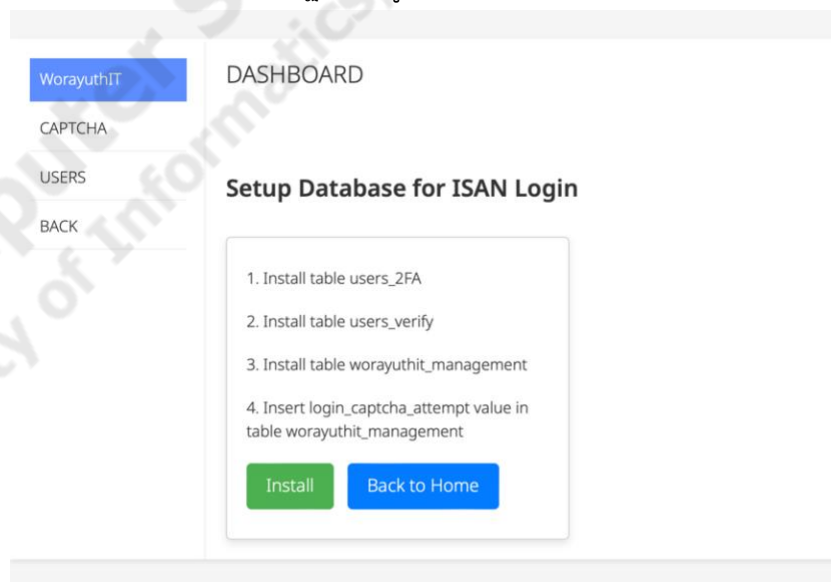 WorayuthIT
CAPTCHA
USERS
BACK
DASHBOARD
Setup Database for ISAN Login
1. Install table users_2FA
2. Install table users_verify
3. Install table worayuthit_management
4. Insert login_captcha_attempt value in
table worayuthit_management
Install
Back to Home